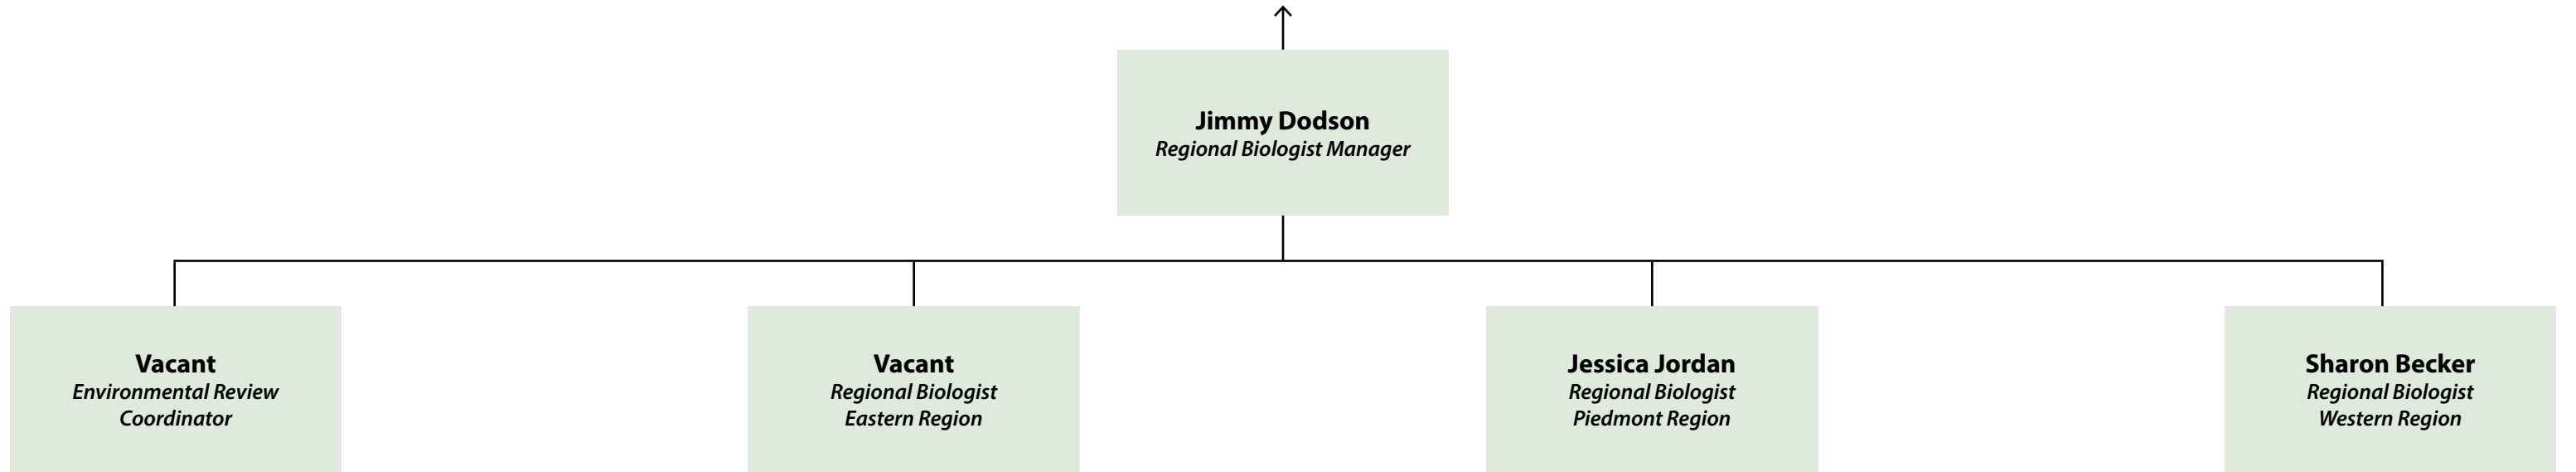 Jimmy Dodson
Regional Biologist Manager
Vacant
Environmental Review
Coordinator
Vacant
Regional Biologist
Eastern Region
Jessica Jordan
Regional Biologist
Piedmont Region
Sharon Becker
Regional Biologist
Western Region